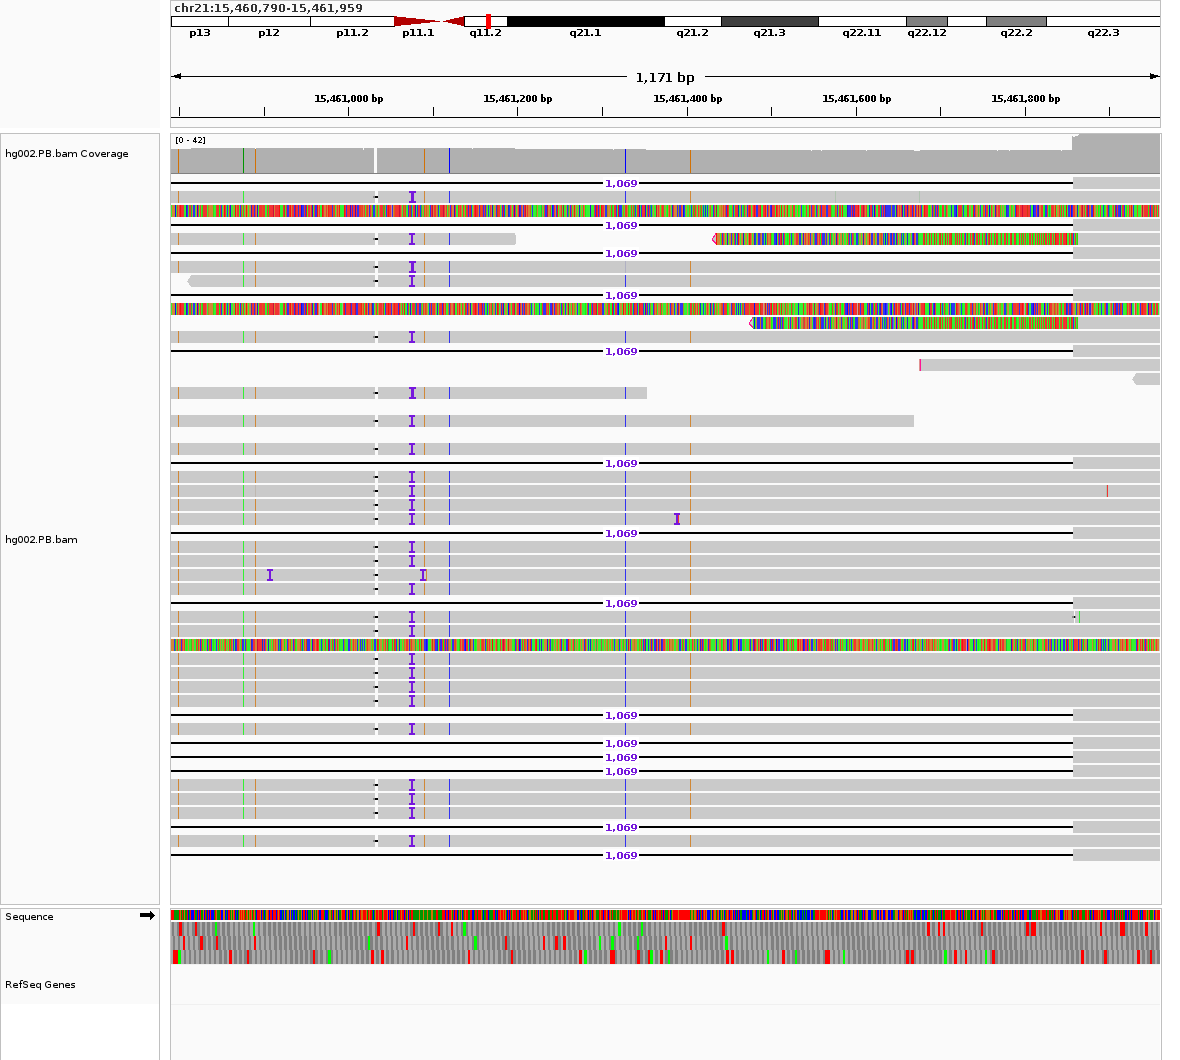 chr21:15,460,790-15,461,959
p13 p12 p11.2 p11.1 q11.2 q21.1 q21.2 q21.3 q22.11 q22.12 q22.2 q22.3
1,171 bp
15,461,000 bp 15,461,200 bp 15,461,400 bp 15,461,600 bp 15,461,800 bp
[0 - 42]
hg002.PB.bam Coverage
1,069
1,069
1,069
1,069
1,069
1,069
1,069
hg002.PB.bam
1,069
1,069
1,069
1,069
1,069
1,069
1,069
Sequence
RefSeq Genes